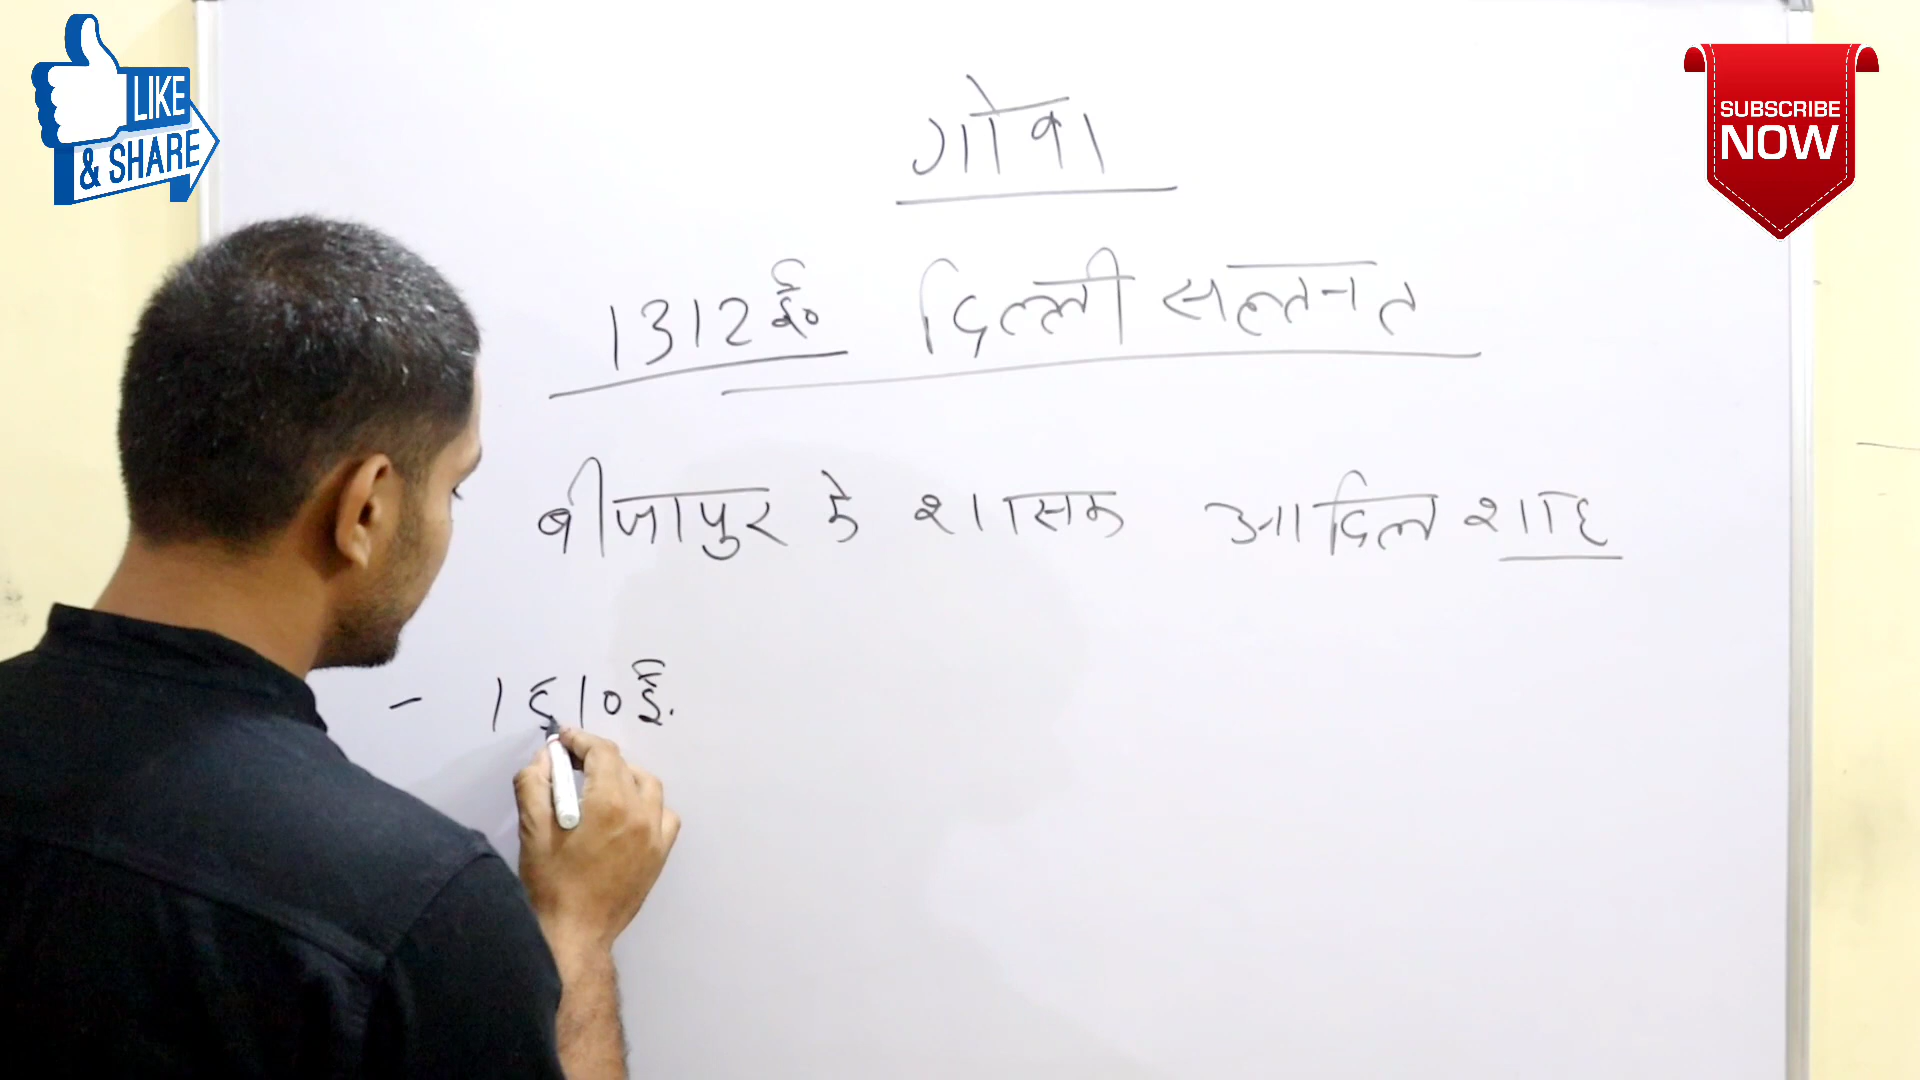 LIKE
& SHARE
SUBSCRIBE
NOW
गोवा
1312 ई० दिल्ली सल्तनत
बीजापुर के शासक आदिल शाह
- 1510 ई.